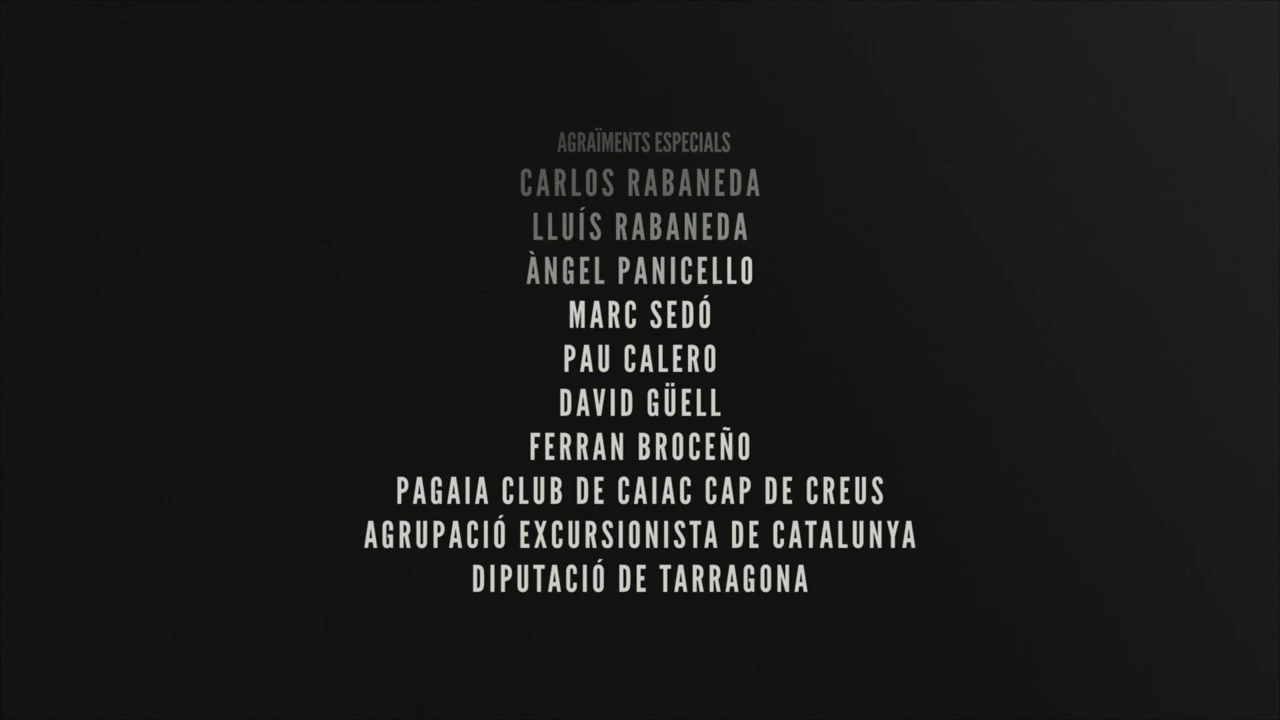 AGRAÏMENTS ESPECIALS
CARLOS RABANEDA
LLUÍS RABANEDA
ÀNGEL PANICELLO
MARC SEDÓ
PAU CALERO
DAVID GÜELL
FERRAN BROCEÑO
PAGAIA CLUB DE CAIAC CAP DE CREUS
AGRUPACIÓ EXCURSIONISTA DE CATALUNYA
DIPUTACIÓ DE TARRAGONA